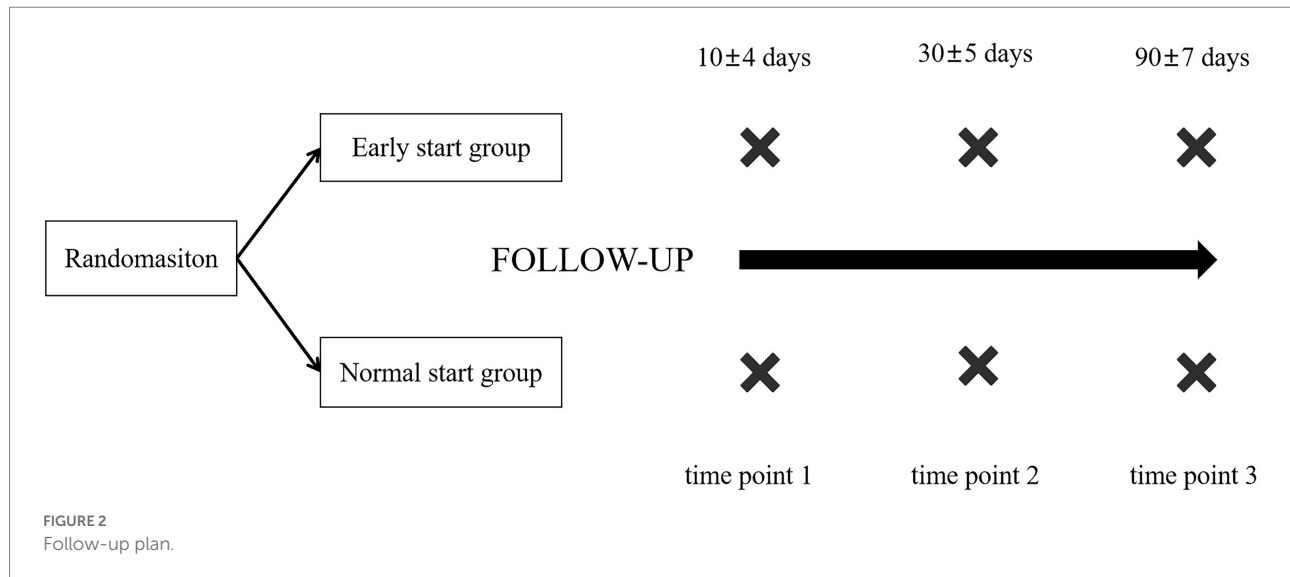 10±4 days
30±5 days
90±7 days
Early start group
Randomasiton
FOLLOW-UP
Normal start group
time point 1
time point 2
time point 3
FIGURE 2
Follow-up plan.